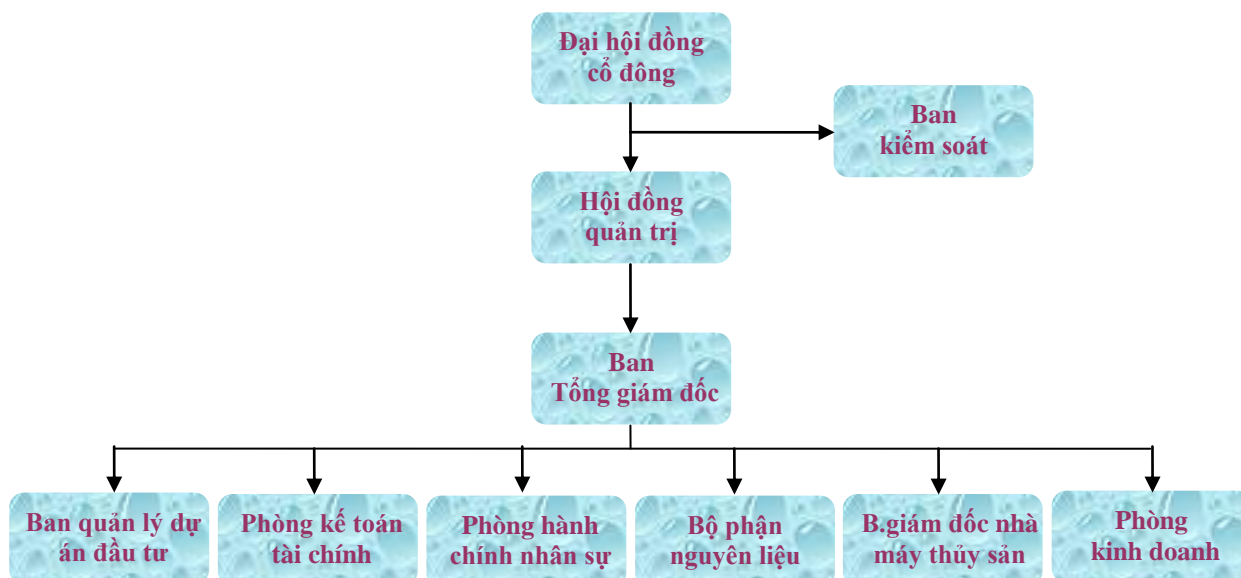 Đại hội đồng
cổ đông
Ban
kiểm soát
Hội đồng
quản trị
Ban
Tổng giám đốc
Ban quản lý dự
án đầu tư
Phòng kế toán
tài chính
Phòng hành
chính nhân sự
Bộ phận
nguyên liệu
B.giám đốc nhà
máy thủy sản
Phòng
kinh doanh